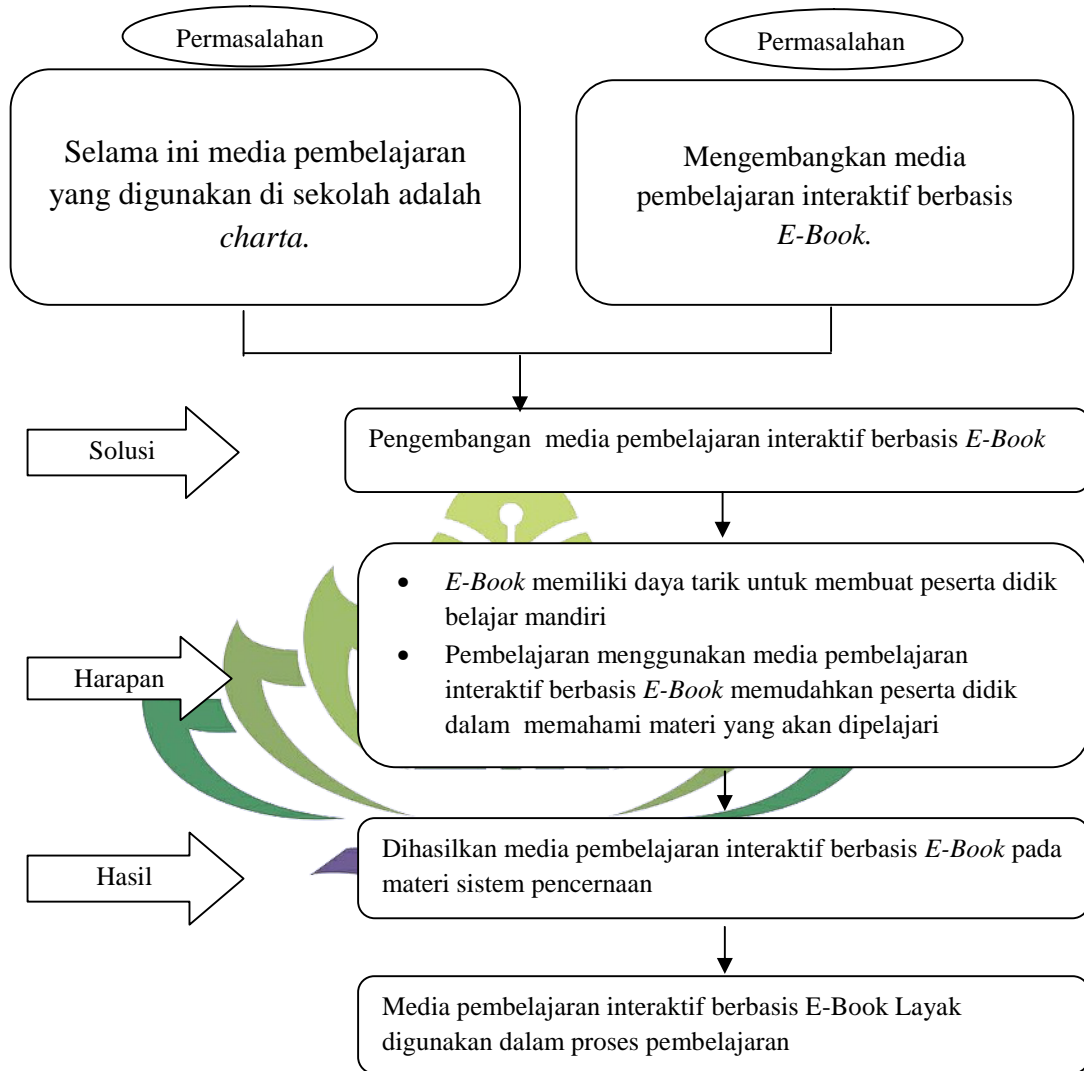 Permasalahan
Permasalahan
Selama ini media pembelajaran
yang digunakan di sekolah adalah
charta.
Mengembangkan media
pembelajaran interaktif berbasis
E-Book.
Solusi
Pengembangan media pembelajaran interaktif berbasis E-Book
Harapan
• E-Book memiliki daya tarik untuk membuat peserta didik
belajar mandiri
• Pembelajaran menggunakan media pembelajaran
interaktif berbasis E-Book memudahkan peserta didik
dalam memahami materi yang akan dipelajari
Hasil
Dihasilkan media pembelajaran interaktif berbasis E-Book pada
materi sistem pencernaan
Media pembelajaran interaktif berbasis E-Book Layak
digunakan dalam proses pembelajaran